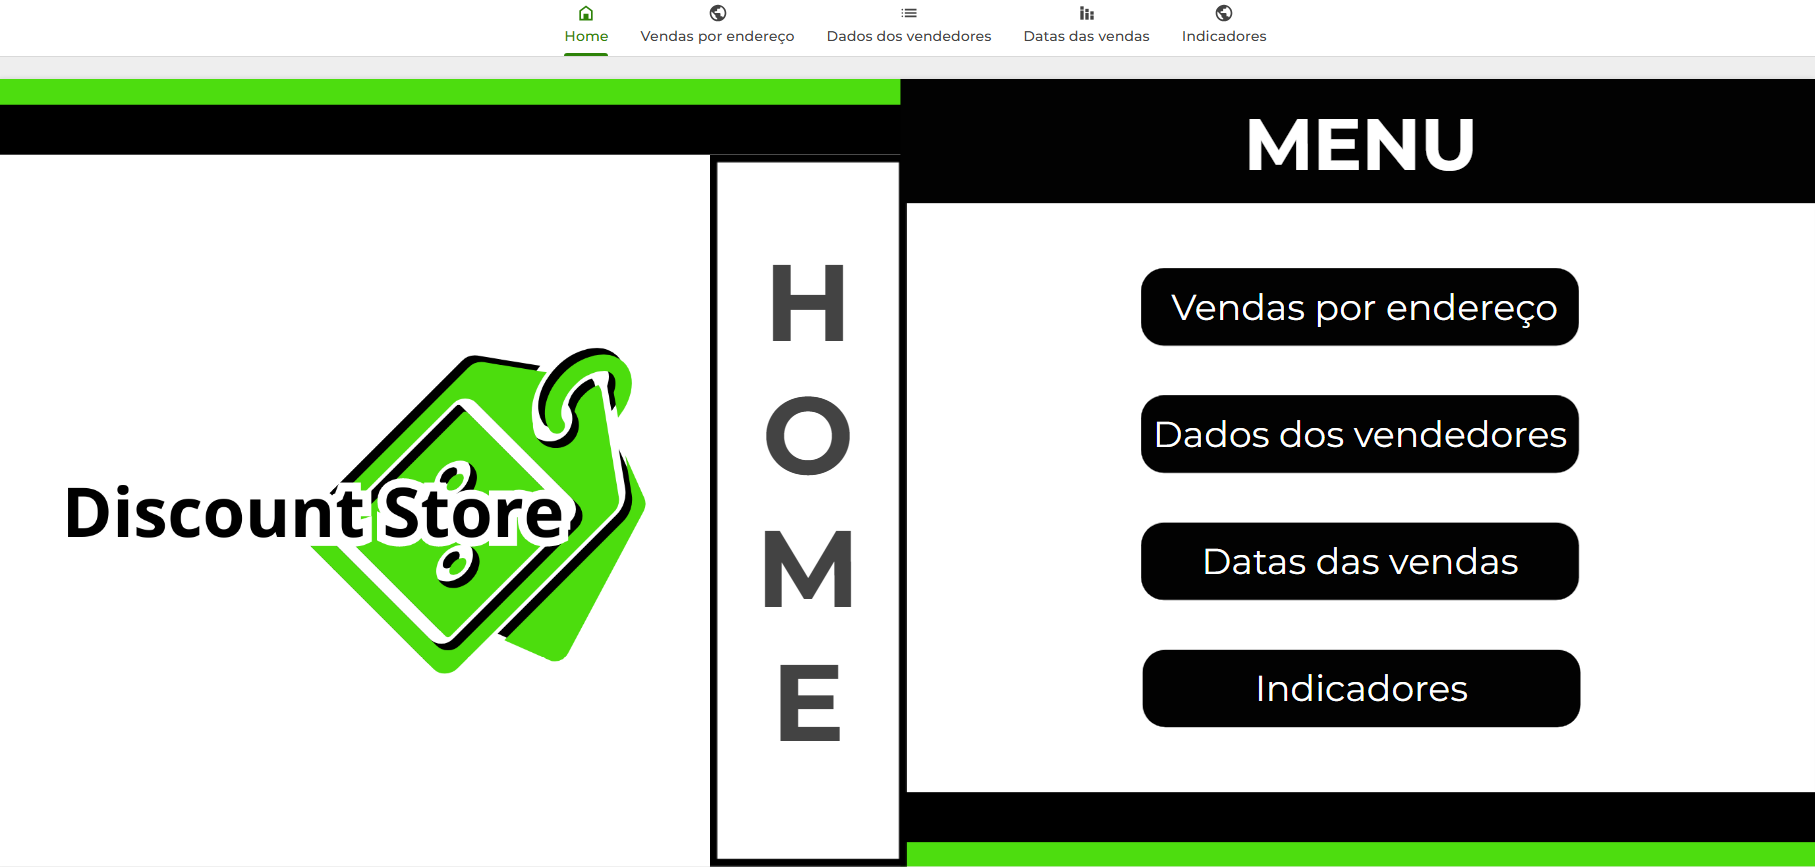 Home
Vendas por endereço
Dados dos vendedores
Datas das vendas
Indicadores
Discount Store
HOME
MENU
Vendas por endereço
Dados dos vendedores
Datas das vendas
Indicadores